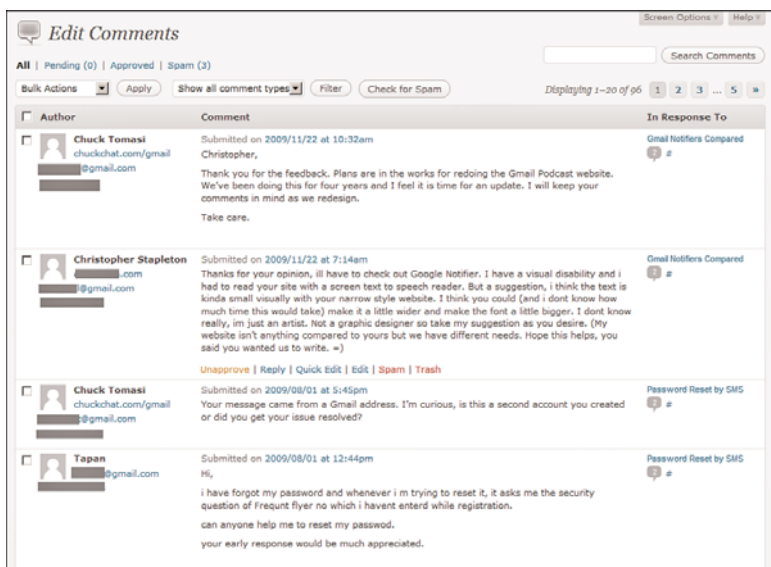 Screen Options Help
Edit Comments
All | Pending (0) | Approved | Spam (3)
Search Comments
Bulk Actions Apply Show all comment types Filter Check for Spam
Displaying 1–20 of 96 1 2 3 ... 5 »
Author Comment In Response To
Chuck Tomasi
chuckchat.com/gmail
@gmail.com
Submitted on 2009/11/22 at 10:32am
Christopher,
Thank you for the feedback. Plans are in the works for redoing the Gmail Podcast website.
We've been doing this for four years and I feel it is time for an update. I will keep your
comments in mind as we redesign.
Take care.
Gmail Notifiers Compared
2 #
Christopher Stapleton
.com
l@gmail.com
Submitted on 2009/11/22 at 7:14am
Thanks for your opinion, ill have to check out Google Notifier. I have a visual disability and i
had to read your site with a screen text to speech reader. But a suggestion, i think the text is
kinda small visually with your narrow style website. I think you could (and i dont know how
much time this would take) make it a little wider and make the font a little bigger. I dont know
really, im just an artist. Not a graphic designer so take my suggestion as you desire. (My
website isn't anything compared to yours but we have different needs. Hope this helps, you
said you wanted us to write. =)
Unapprove | Reply | Quick Edit | Edit | Spam | Trash
Gmail Notifiers Compared
2 #
Chuck Tomasi
chuckchat.com/gmail
@gmail.com
Submitted on 2009/08/01 at 5:45pm
Your message came from a Gmail address. I'm curious, is this a second account you created
or did you get your issue resolved?
Password Reset by SMS
2 #
Tapan
@gmail.com
Submitted on 2009/08/01 at 12:44pm
Hi,
i have forgot my password and whenever i m trying to reset it, it asks me the security
question of Frequnt flyer no which i havent enterd while registration.
can anyone help me to reset my passwod.
your early response would be much appreciated.
Password Reset by SMS
2 #